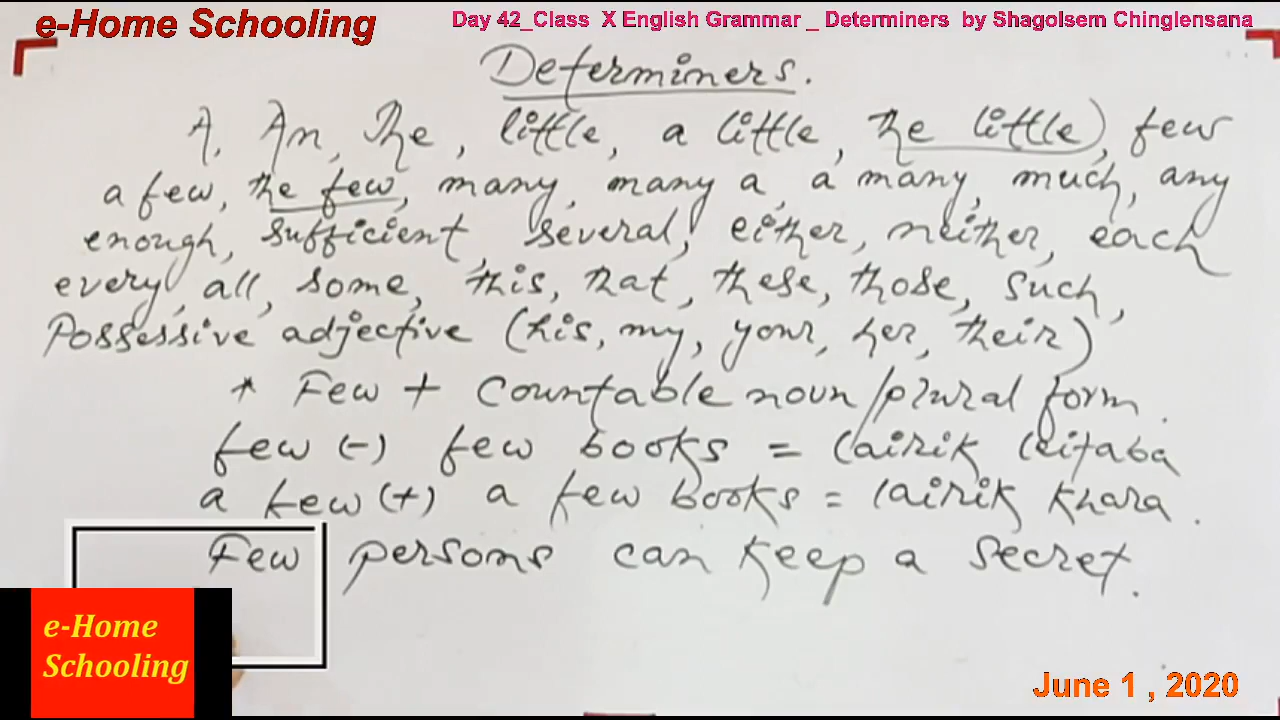 e-Home Schooling
Day 42_Class X English Grammar _ Determiners by Shagolsem Chinglensana
Determiners.
A, An, The, little, a little, the little, few
a few, the few, many, many a, a many, much, any
enough, sufficient, several, either, neither, each
every, all, some, this, that, these, those, such,
Possessive adjective (his, my, your, her, their)
* Few + Countable noun/plural form.
few (-) few books = lairik leitaba
a few (+) a few books = lairik khara.
Few persons can keep a secret.
e-Home
Schooling
June 1 , 2020